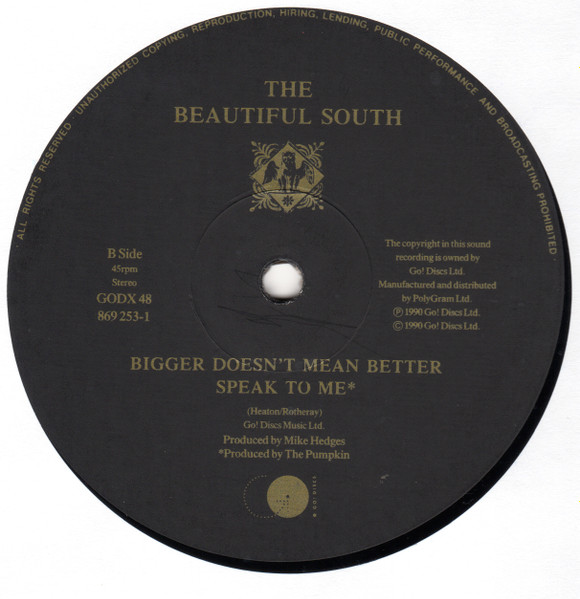 ALL RIGHTS RESERVED · UNAUTHORIZED COPYING, REPRODUCTION, HIRING, LENDING, PUBLIC PERFORMANCE AND BROADCASTING PROHIBITED ·
THE
BEAUTIFUL SOUTH
B Side
45rpm
Stereo
GODX 48
869 253-1
The copyright in this sound
recording is owned by
Go! Discs Ltd.
Manufactured and distributed
by PolyGram Ltd.
Ⓟ 1990 Go! Discs Ltd.
© 1990 Go! Discs Ltd.
BIGGER DOESN'T MEAN BETTER
SPEAK TO ME*
(Heaton/Rotheray)
Go! Discs Music Ltd.
Produced by Mike Hedges
*Produced by The Pumpkin
GO! DISCS